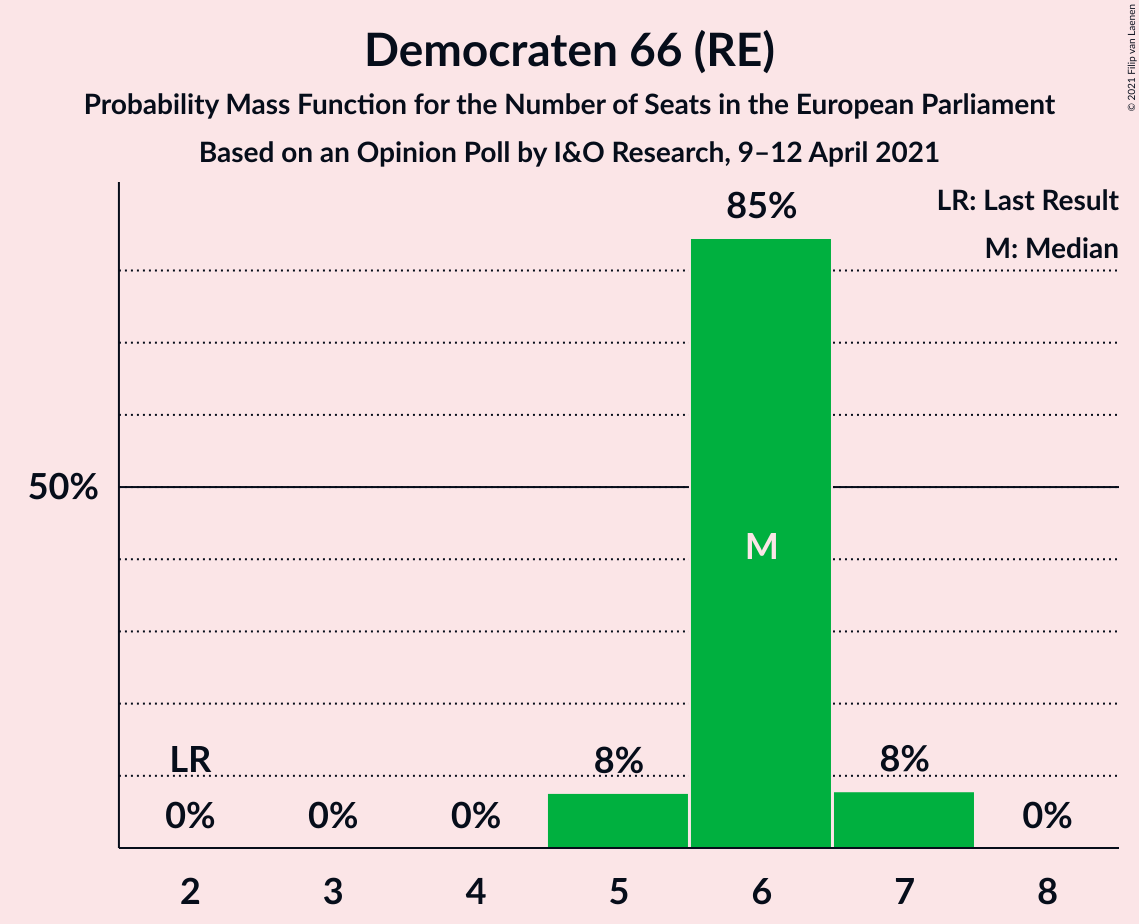 Democraten 66 (RE)
Probability Mass Function for the Number of Seats in the European Parliament
Based on an Opinion Poll by I&O Research, 9–12 April 2021
© 2021 Filip van Laenen
LR: Last Result
M: Median
85%
50%
M
LR
8%
8%
0%
0%
0%
0%
2
3
4
5
6
7
8